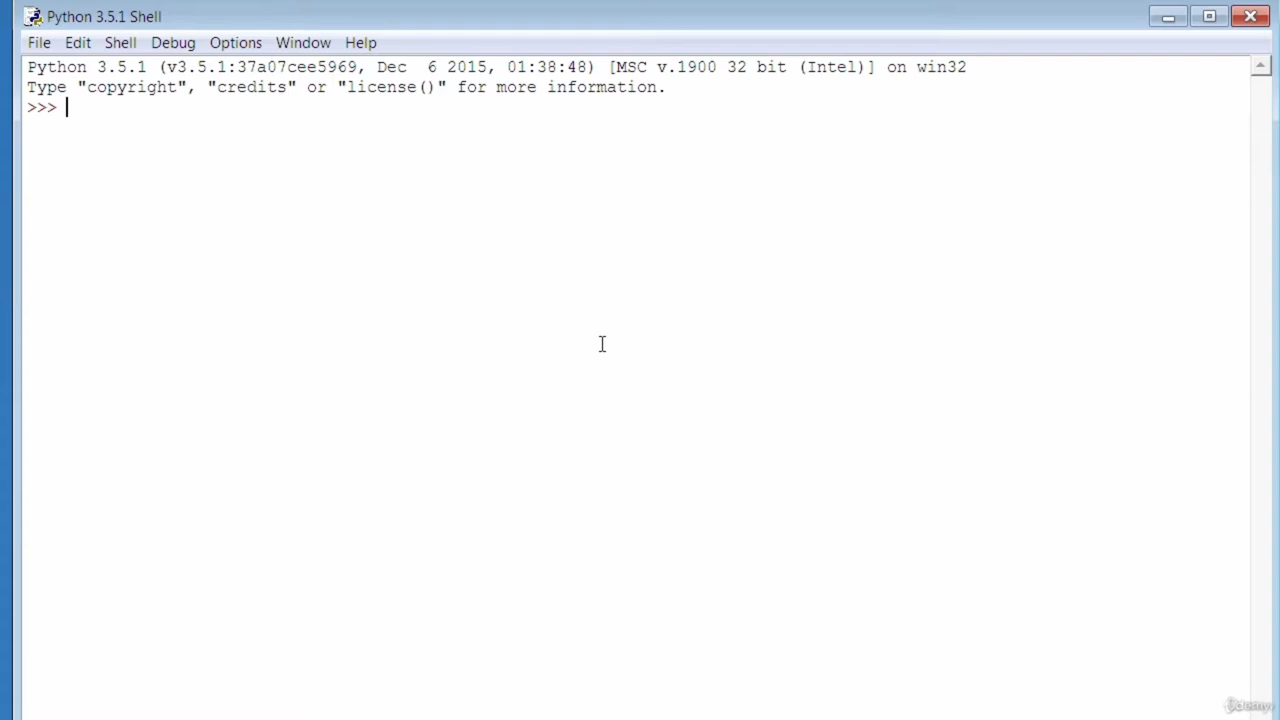 Python 3.5.1 Shell
File Edit Shell Debug Options Window Help
Python 3.5.1 (v3.5.1:37a07cee5969, Dec  6 2015, 01:38:48) [MSC v.1900 32 bit (Intel)] on win32
Type "copyright", "credits" or "license()" for more information.
>>>
Udemy